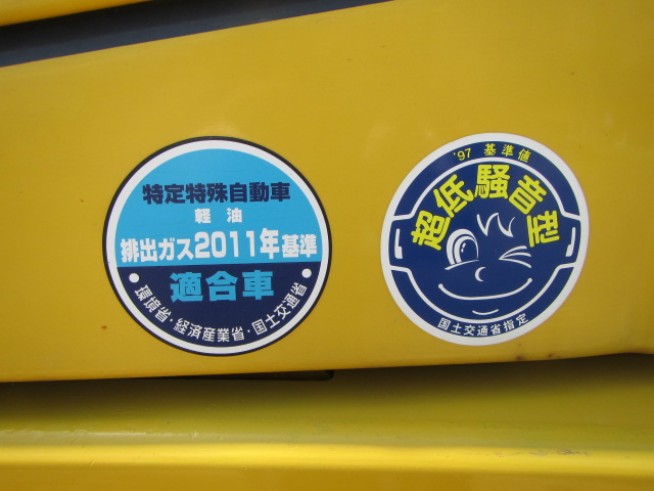 特定特殊自動車
軽油
排出ガス2011年基準
適合車
環境省・経済産業省・国土交通省
'97 基準値
超低騒音型
国土交通省指定